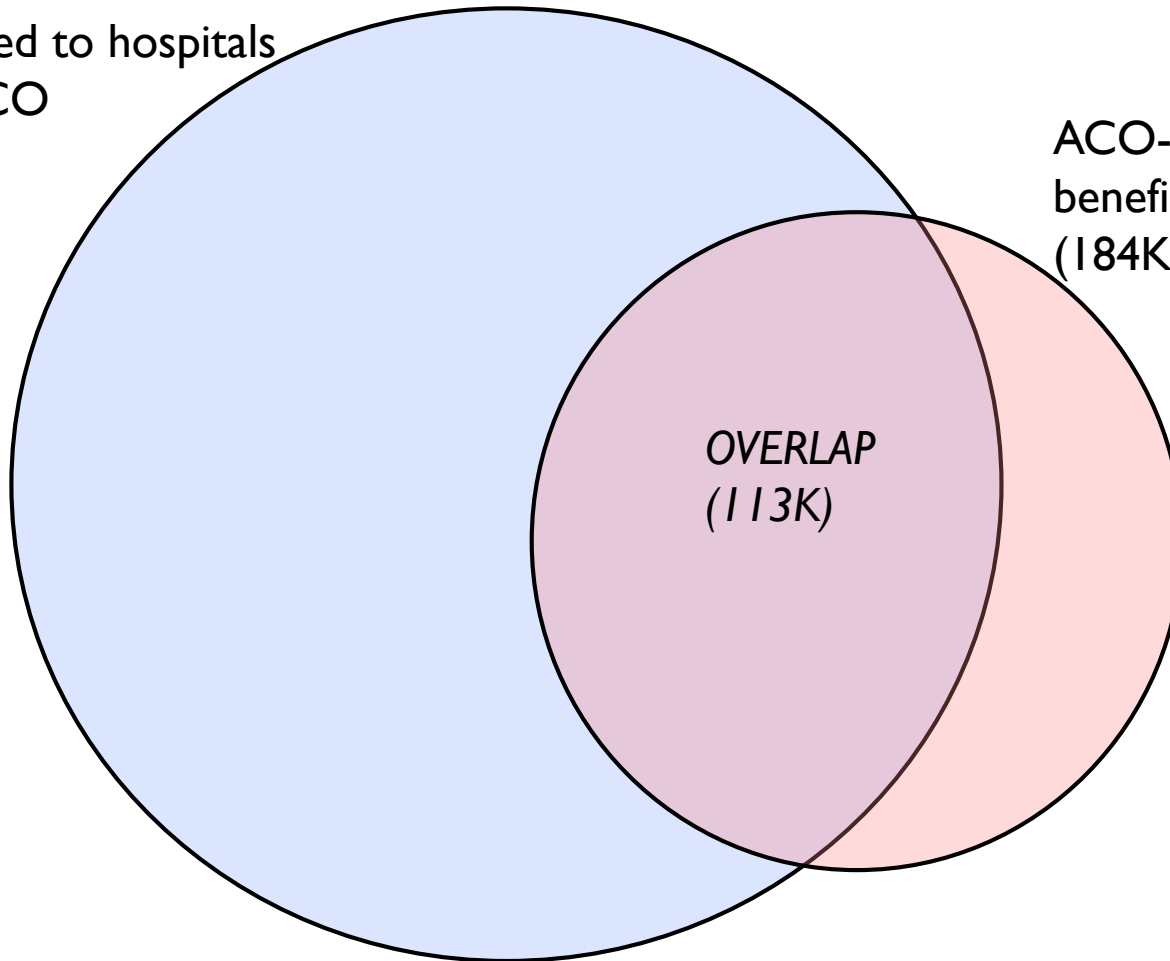 ed to hospitals
CO
ACO-
benefi
(184K
OVERLAP
(113K)